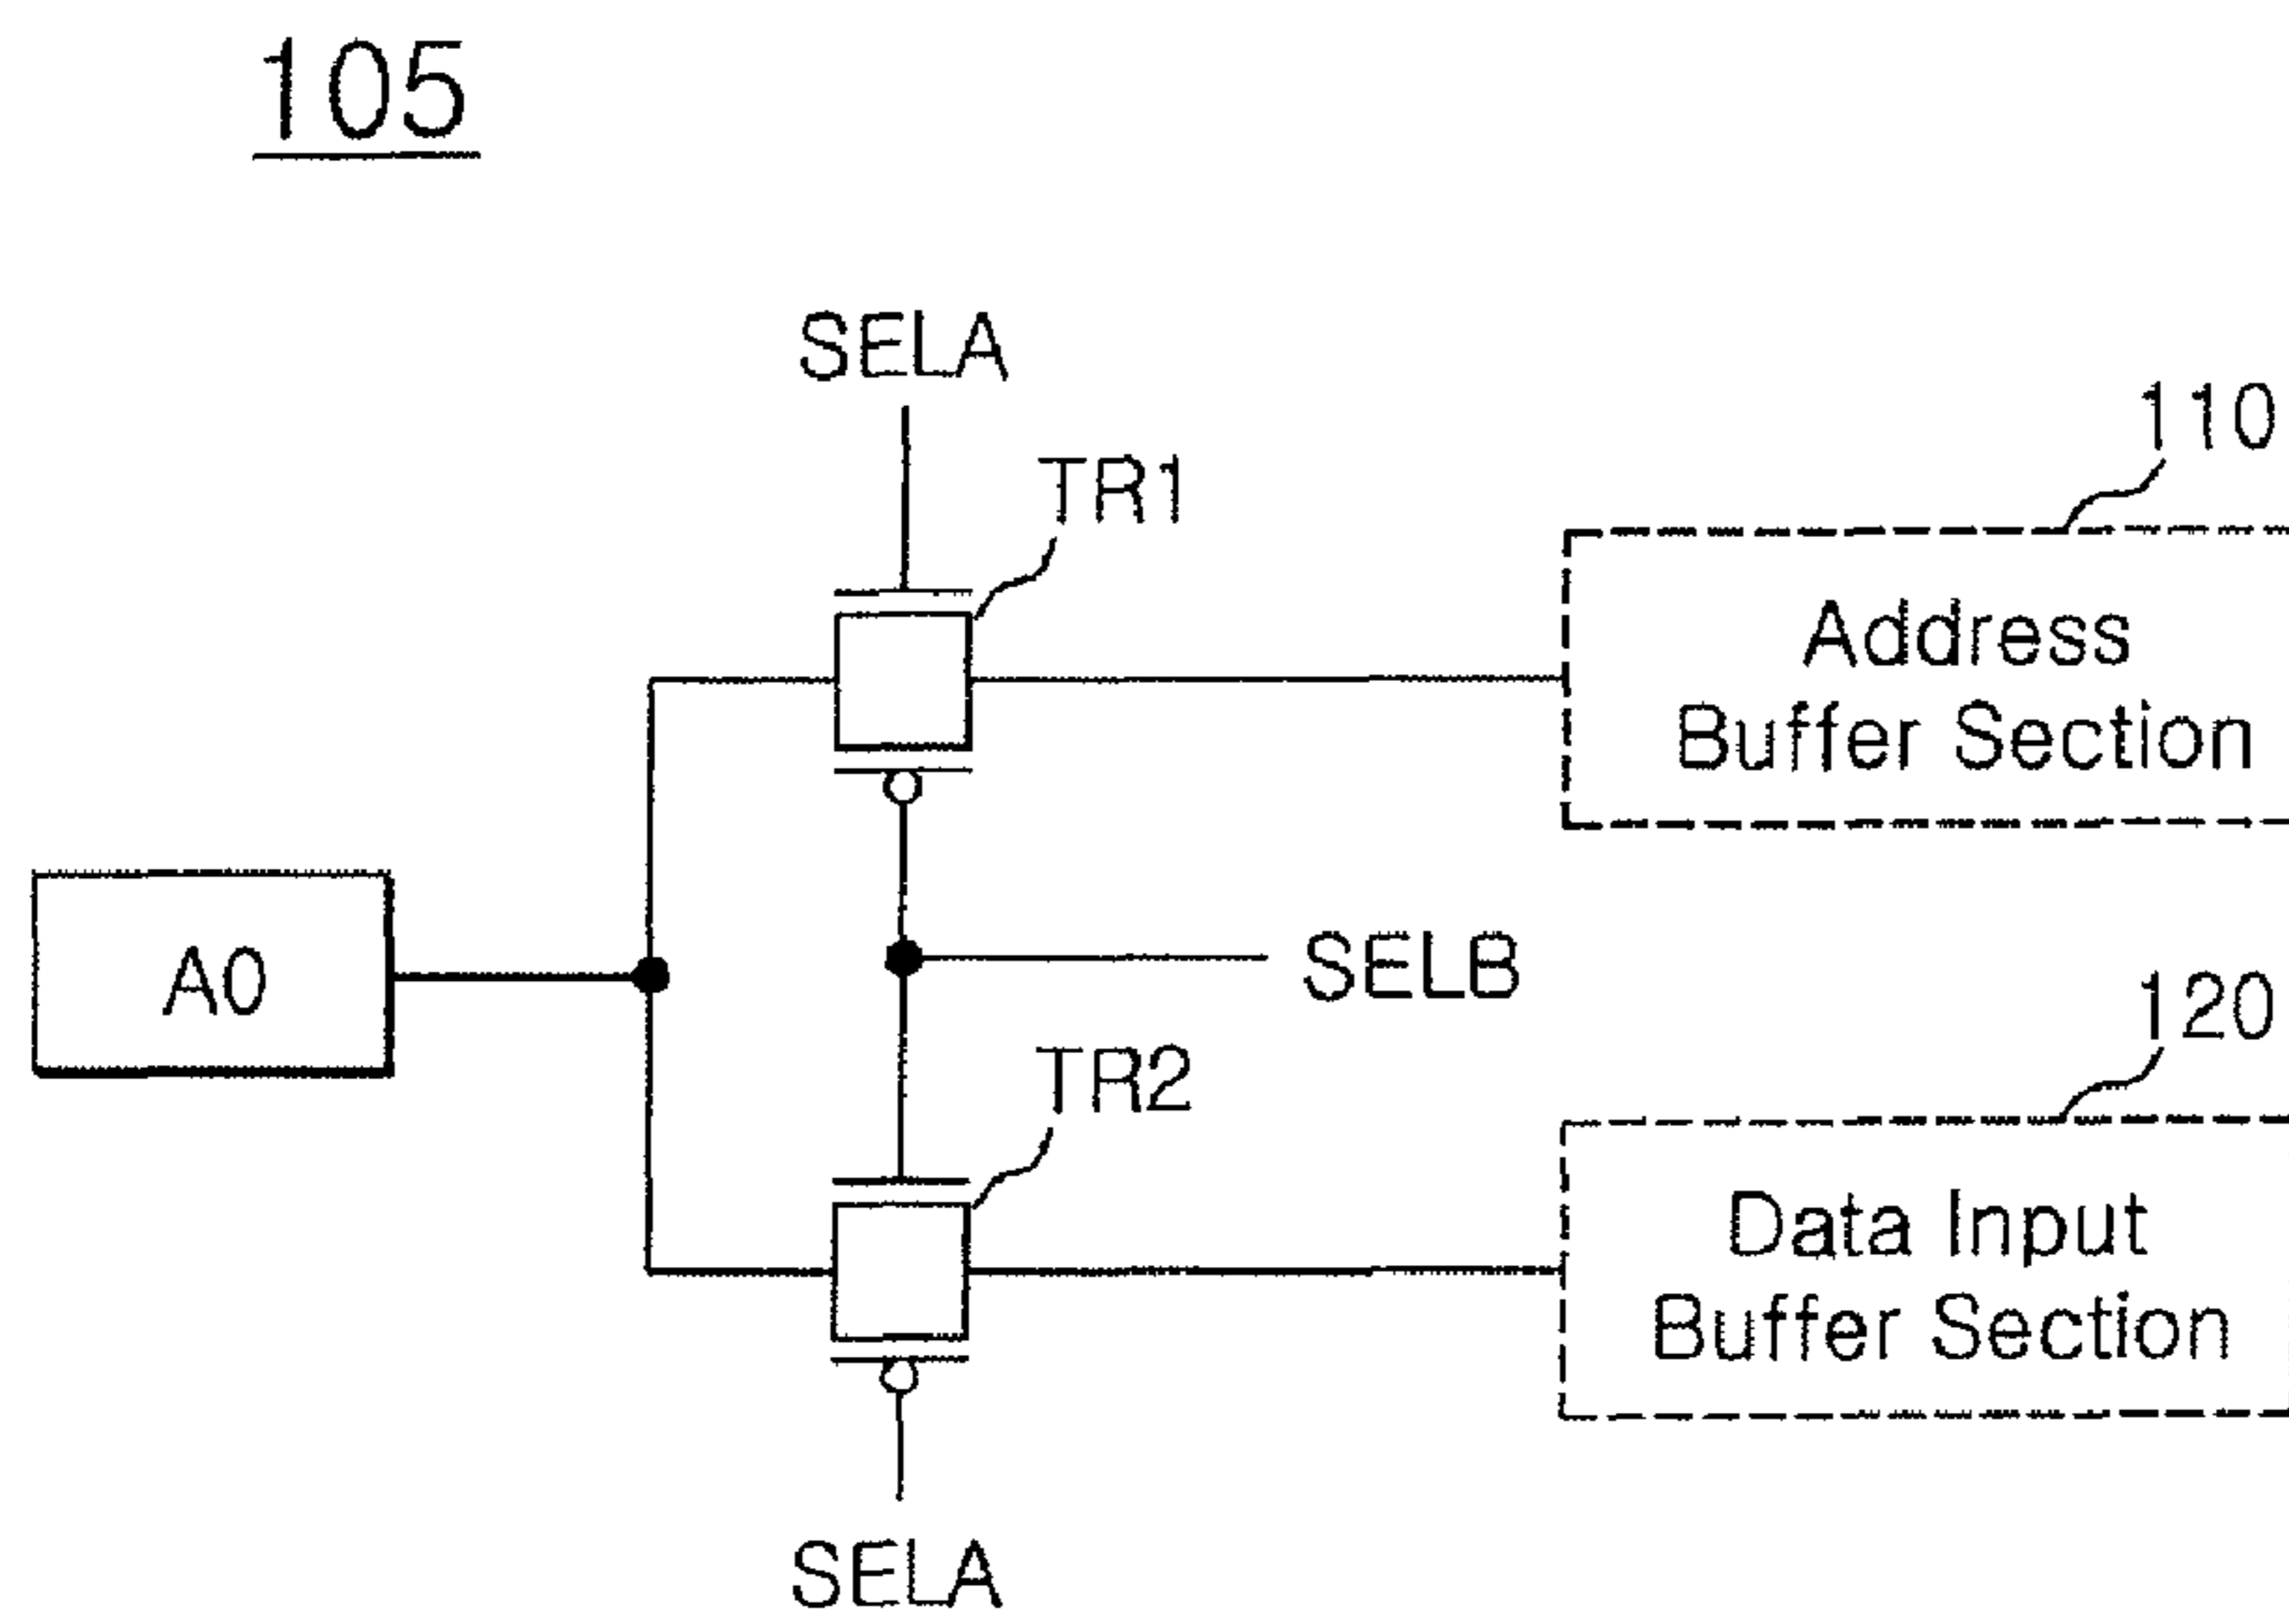 105
SELA
TR1
110
Address
Buffer Section
A0
SELB
TR2
120
Data Input
Buffer Section
SELA